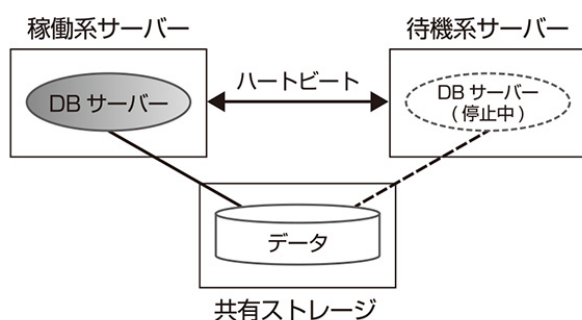 稼働系サーバー
待機系サーバー
ハートビート
DB サーバー
DB サーバー
(停止中)
データ
共有ストレージ